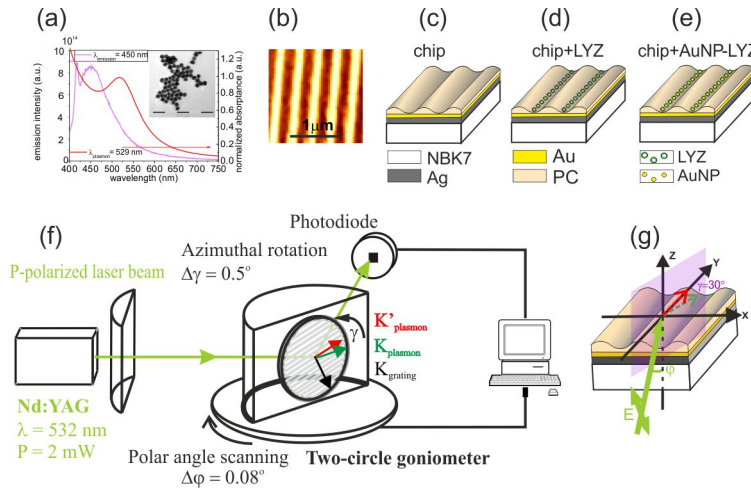 (a)
(b)
(c)
(d)
(e)
10¹⁴
10
8
6
4
2
0
λemission = 450 nm
λplasmon = 529 nm
400 450 500 550 600 650 700 750
1.2
1.0
0.8
0.6
0.4
0.2
0.0
emission intensity (a.u.)
normalized absorptance (a.u.)
wavelength (nm)
1µm
chip
chip+LYZ
chip+AuNP-LYZ
NBK7
Ag
Au
PC
LYZ
AuNP
(f)
Photodiode
Azimuthal rotation
Δγ = 0.5°
P-polarized laser beam
γ
K'plasmon
Kplasmon
Kgrating
Nd:YAG
λ = 532 nm
P = 2 mW
Polar angle scanning
Δφ = 0.08°
Two-circle goniometer
(g)
Z
Y
X
γ=30°
φ
E